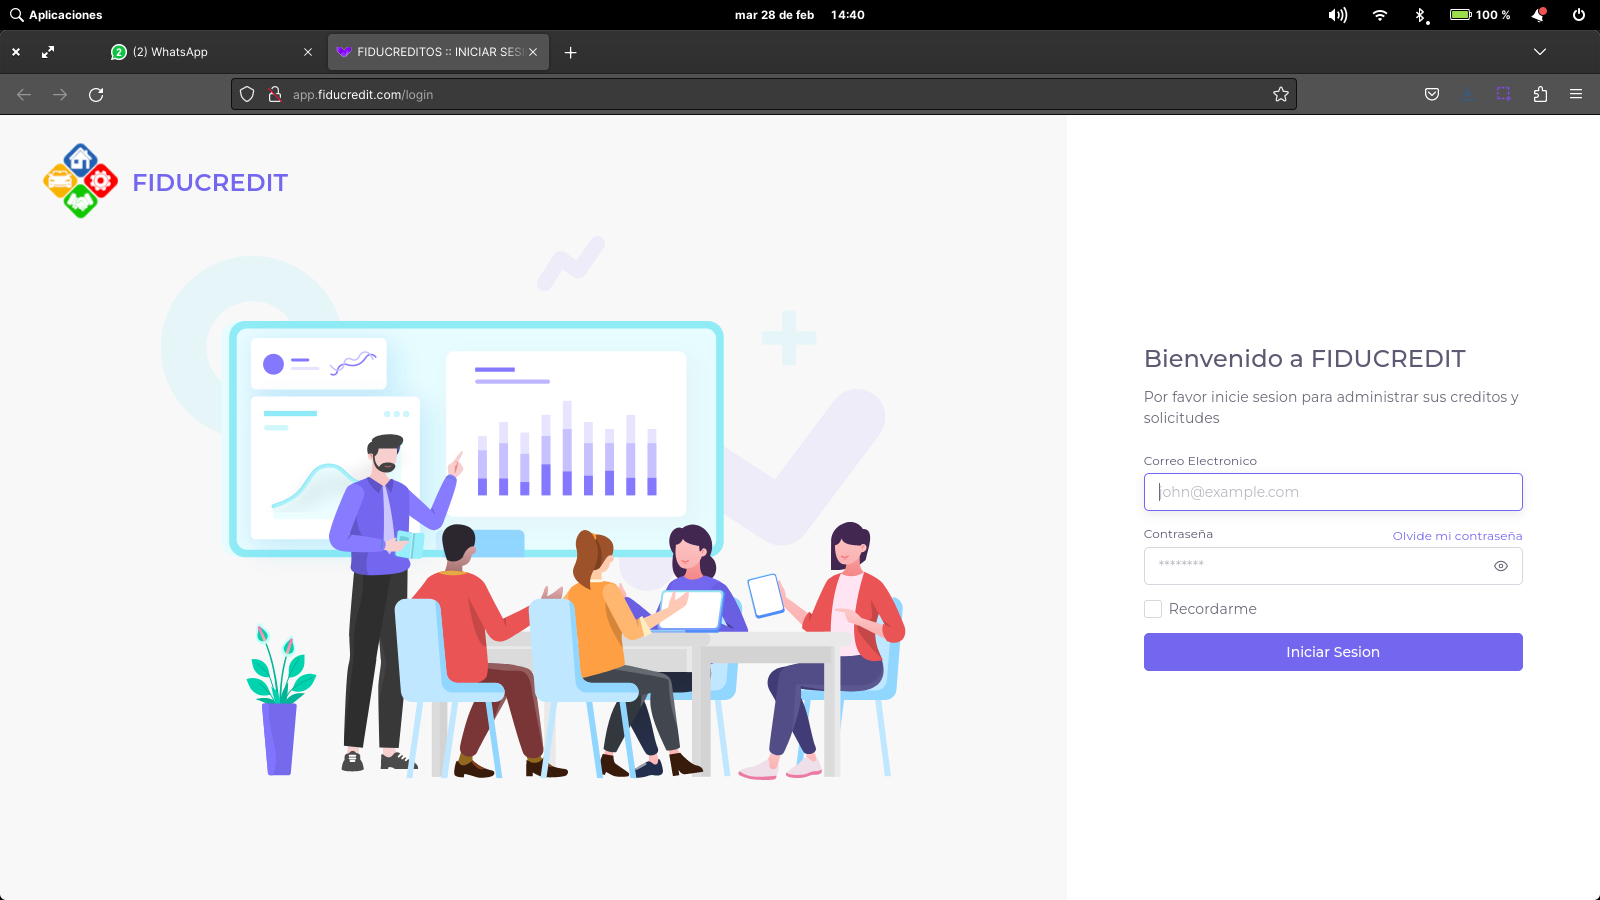 Aplicaciones
mar 28 de feb 14:40
100 %
2 (2) WhatsApp
FIDUCREDITOS :: INICIAR SES
app.fiducredit.com/login
FIDUCREDIT
Bienvenido a FIDUCREDIT
Por favor inicie sesion para administrar sus creditos y
solicitudes
Correo Electronico
john@example.com
Contraseña Olvide mi contraseña
********
Recordarme
Iniciar Sesion